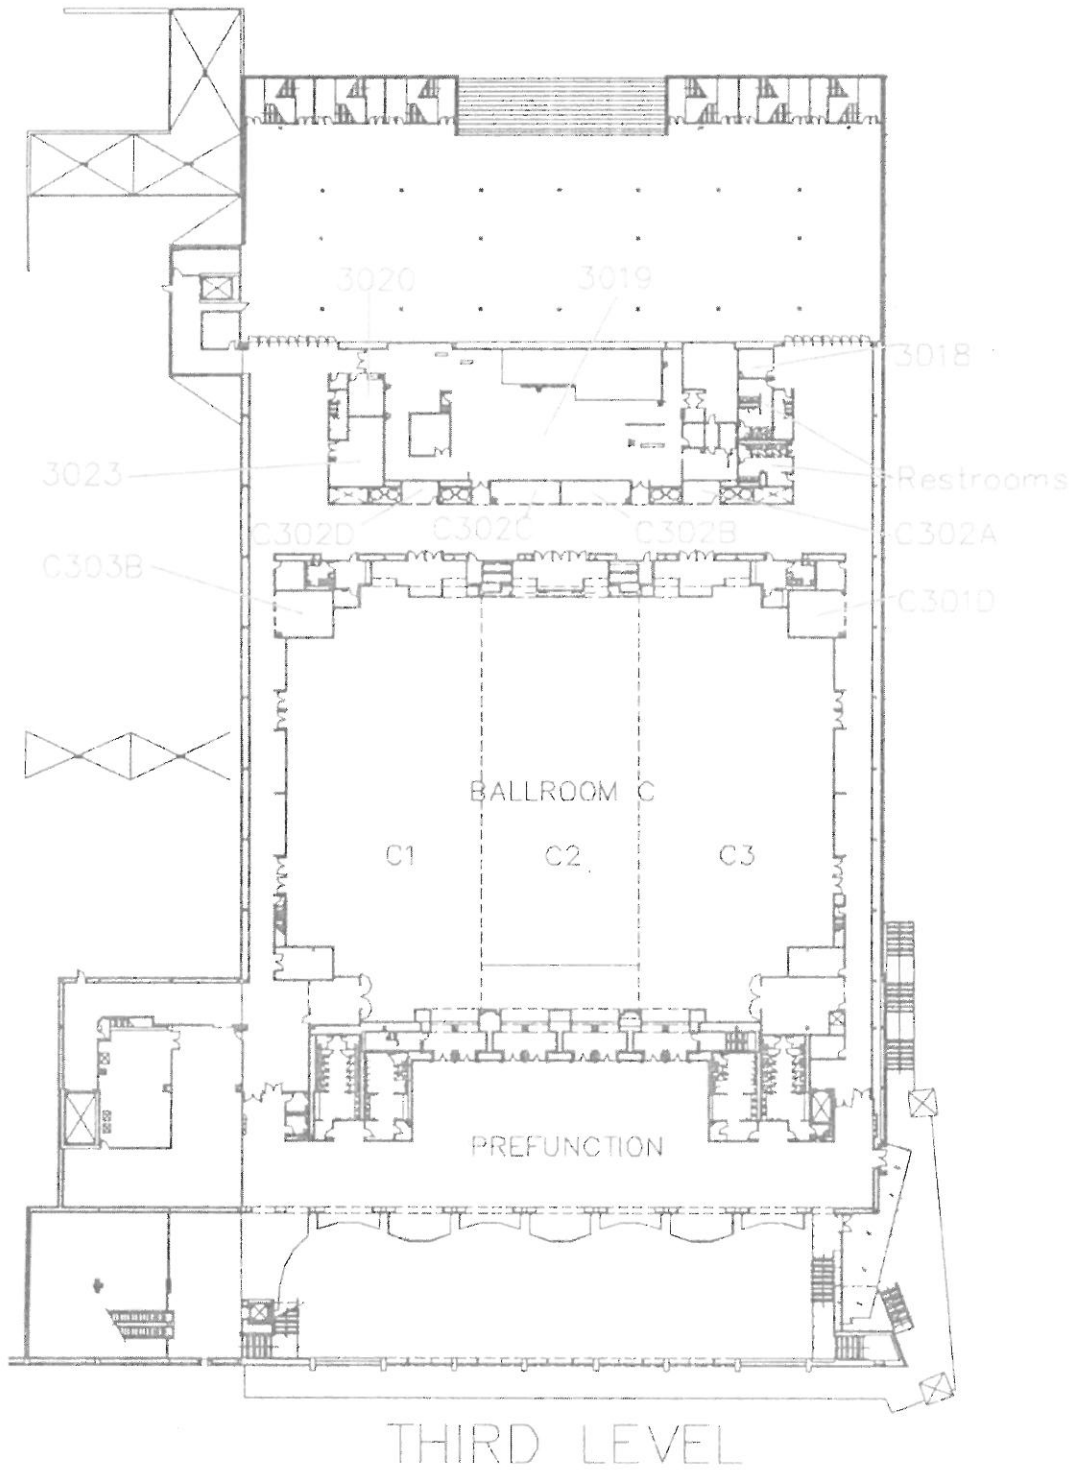 3020
3019
3018
3023
Restrooms
C302D
C302C
C302B
C302A
C303B
C301D
BALLROOM C
C1
C2
C3
PREFUNCTION
THIRD LEVEL